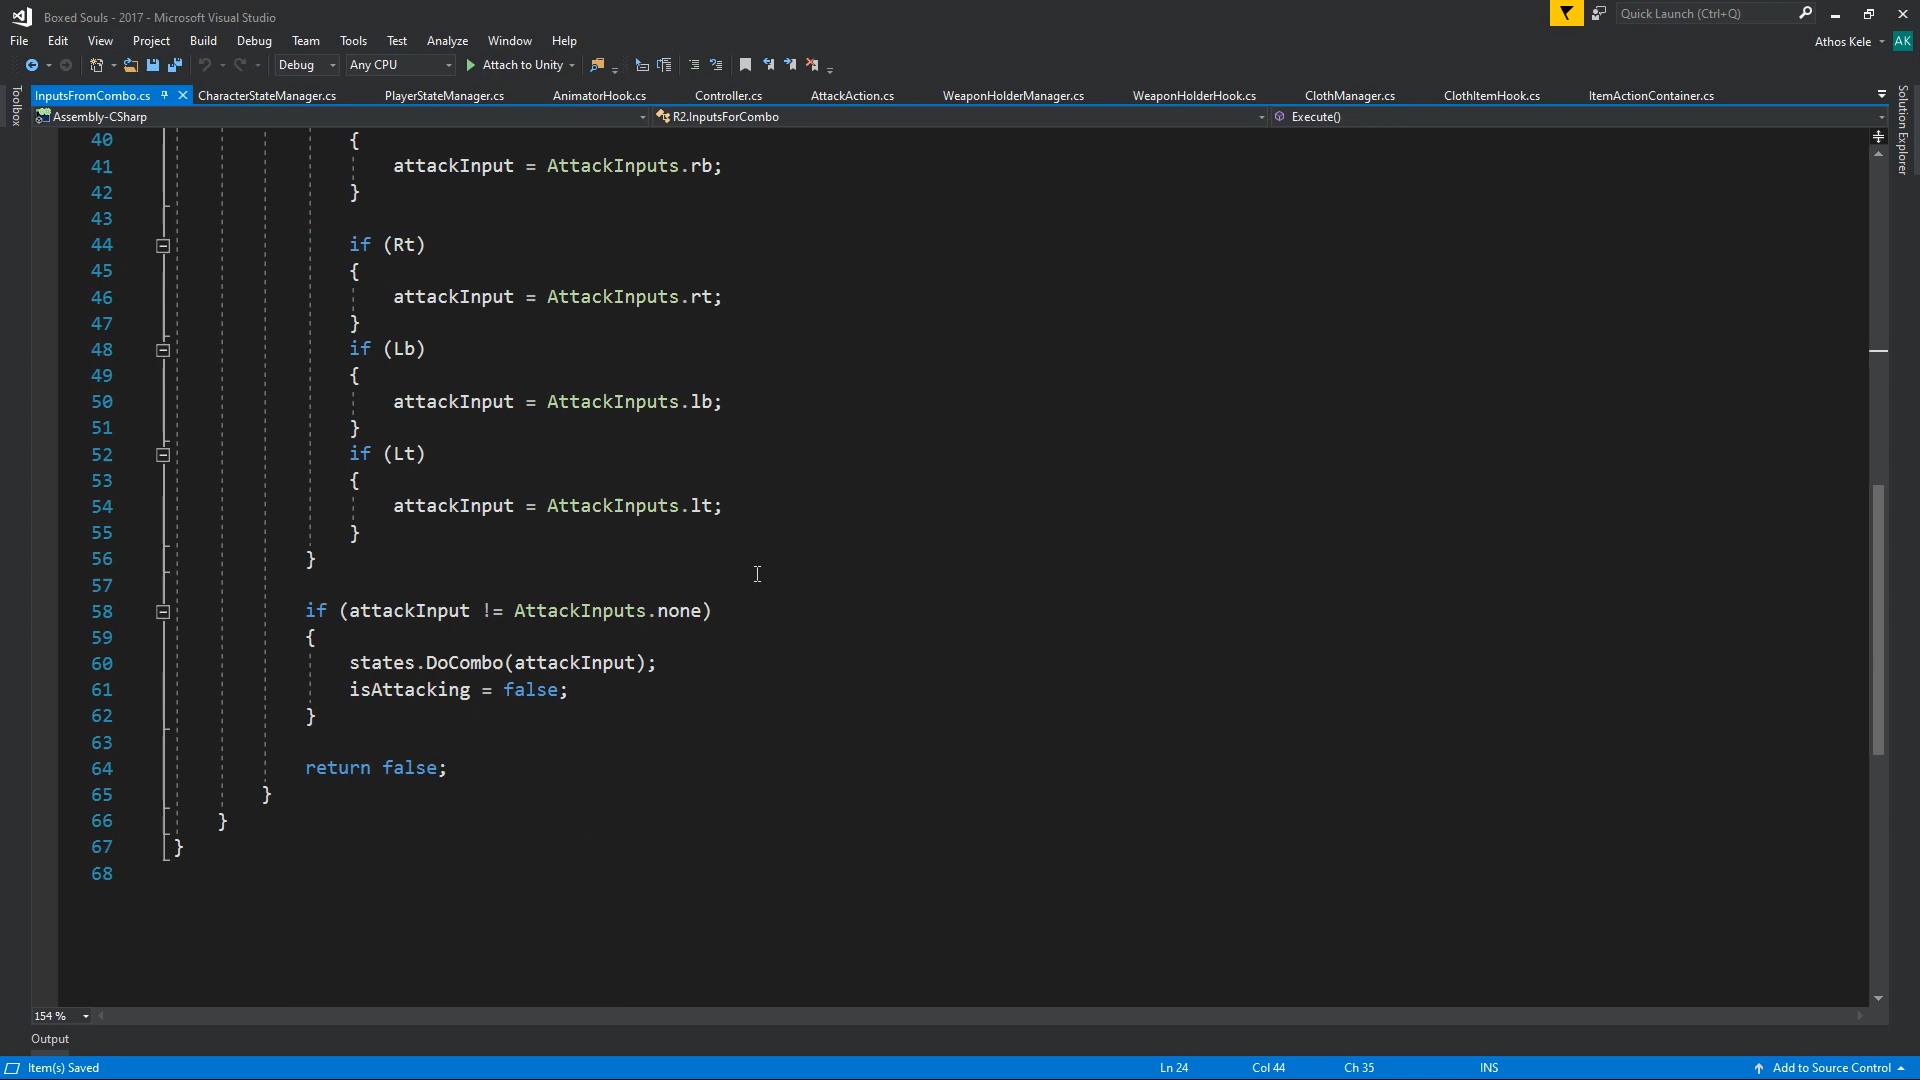 Boxed Souls - 2017 - Microsoft Visual Studio
Quick Launch (Ctrl+Q)
File Edit View Project Build Debug Team Tools Test Analyze Window Help
Athos Kele AK
Debug Any CPU Attach to Unity
Toolbox
InputsFromCombo.cs CharacterStateManager.cs PlayerStateManager.cs AnimatorHook.cs Controller.cs AttackAction.cs WeaponHolderManager.cs WeaponHolderHook.cs ClothManager.cs ClothItemHook.cs ItemActionContainer.cs
Solution Explorer
Assembly-CSharp R2.InputsForCombo Execute()
40 {
41 attackInput = AttackInputs.rb;
42 }
43
44 if (Rt)
45 {
46 attackInput = AttackInputs.rt;
47 }
48 if (Lb)
49 {
50 attackInput = AttackInputs.lb;
51 }
52 if (Lt)
53 {
54 attackInput = AttackInputs.lt;
55 }
56 }
57
58 if (attackInput != AttackInputs.none)
59 {
60 states.DoCombo(attackInput);
61 isAttacking = false;
62 }
63
64 return false;
65 }
66 }
67 }
68
154 %
Output
Item(s) Saved Ln 24 Col 44 Ch 35 INS Add to Source Control